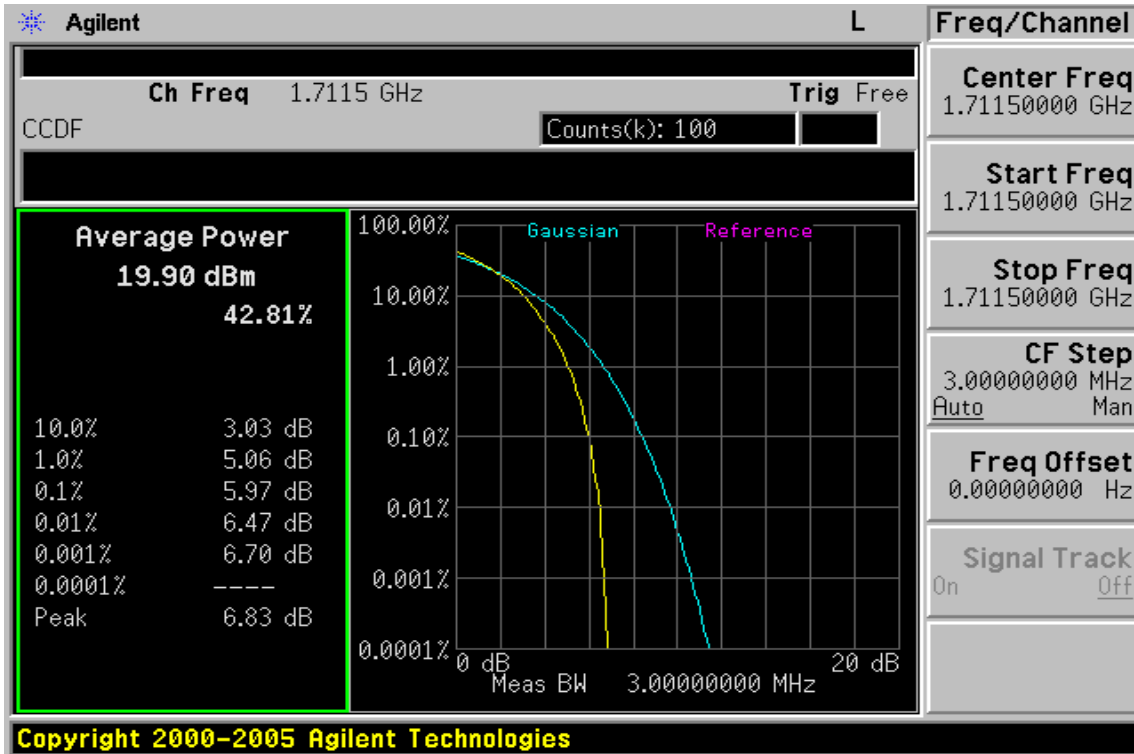 Agilent L Freq/Channel
Ch Freq 1.7115 GHz Trig Free
CCDF Counts(k): 100
Average Power
19.90 dBm
42.81%
10.0% 3.03 dB
1.0% 5.06 dB
0.1% 5.97 dB
0.01% 6.47 dB
0.001% 6.70 dB
0.0001% ----
Peak 6.83 dB
Gaussian Reference
100.00%
10.00%
1.00%
0.10%
0.01%
0.001%
0.0001%
0 dB 20 dB
Meas BW 3.00000000 MHz
Center Freq
1.71150000 GHz
Start Freq
1.71150000 GHz
Stop Freq
1.71150000 GHz
CF Step
3.00000000 MHz
Auto Man
Freq Offset
0.00000000 Hz
Signal Track
On Off
Copyright 2000-2005 Agilent Technologies